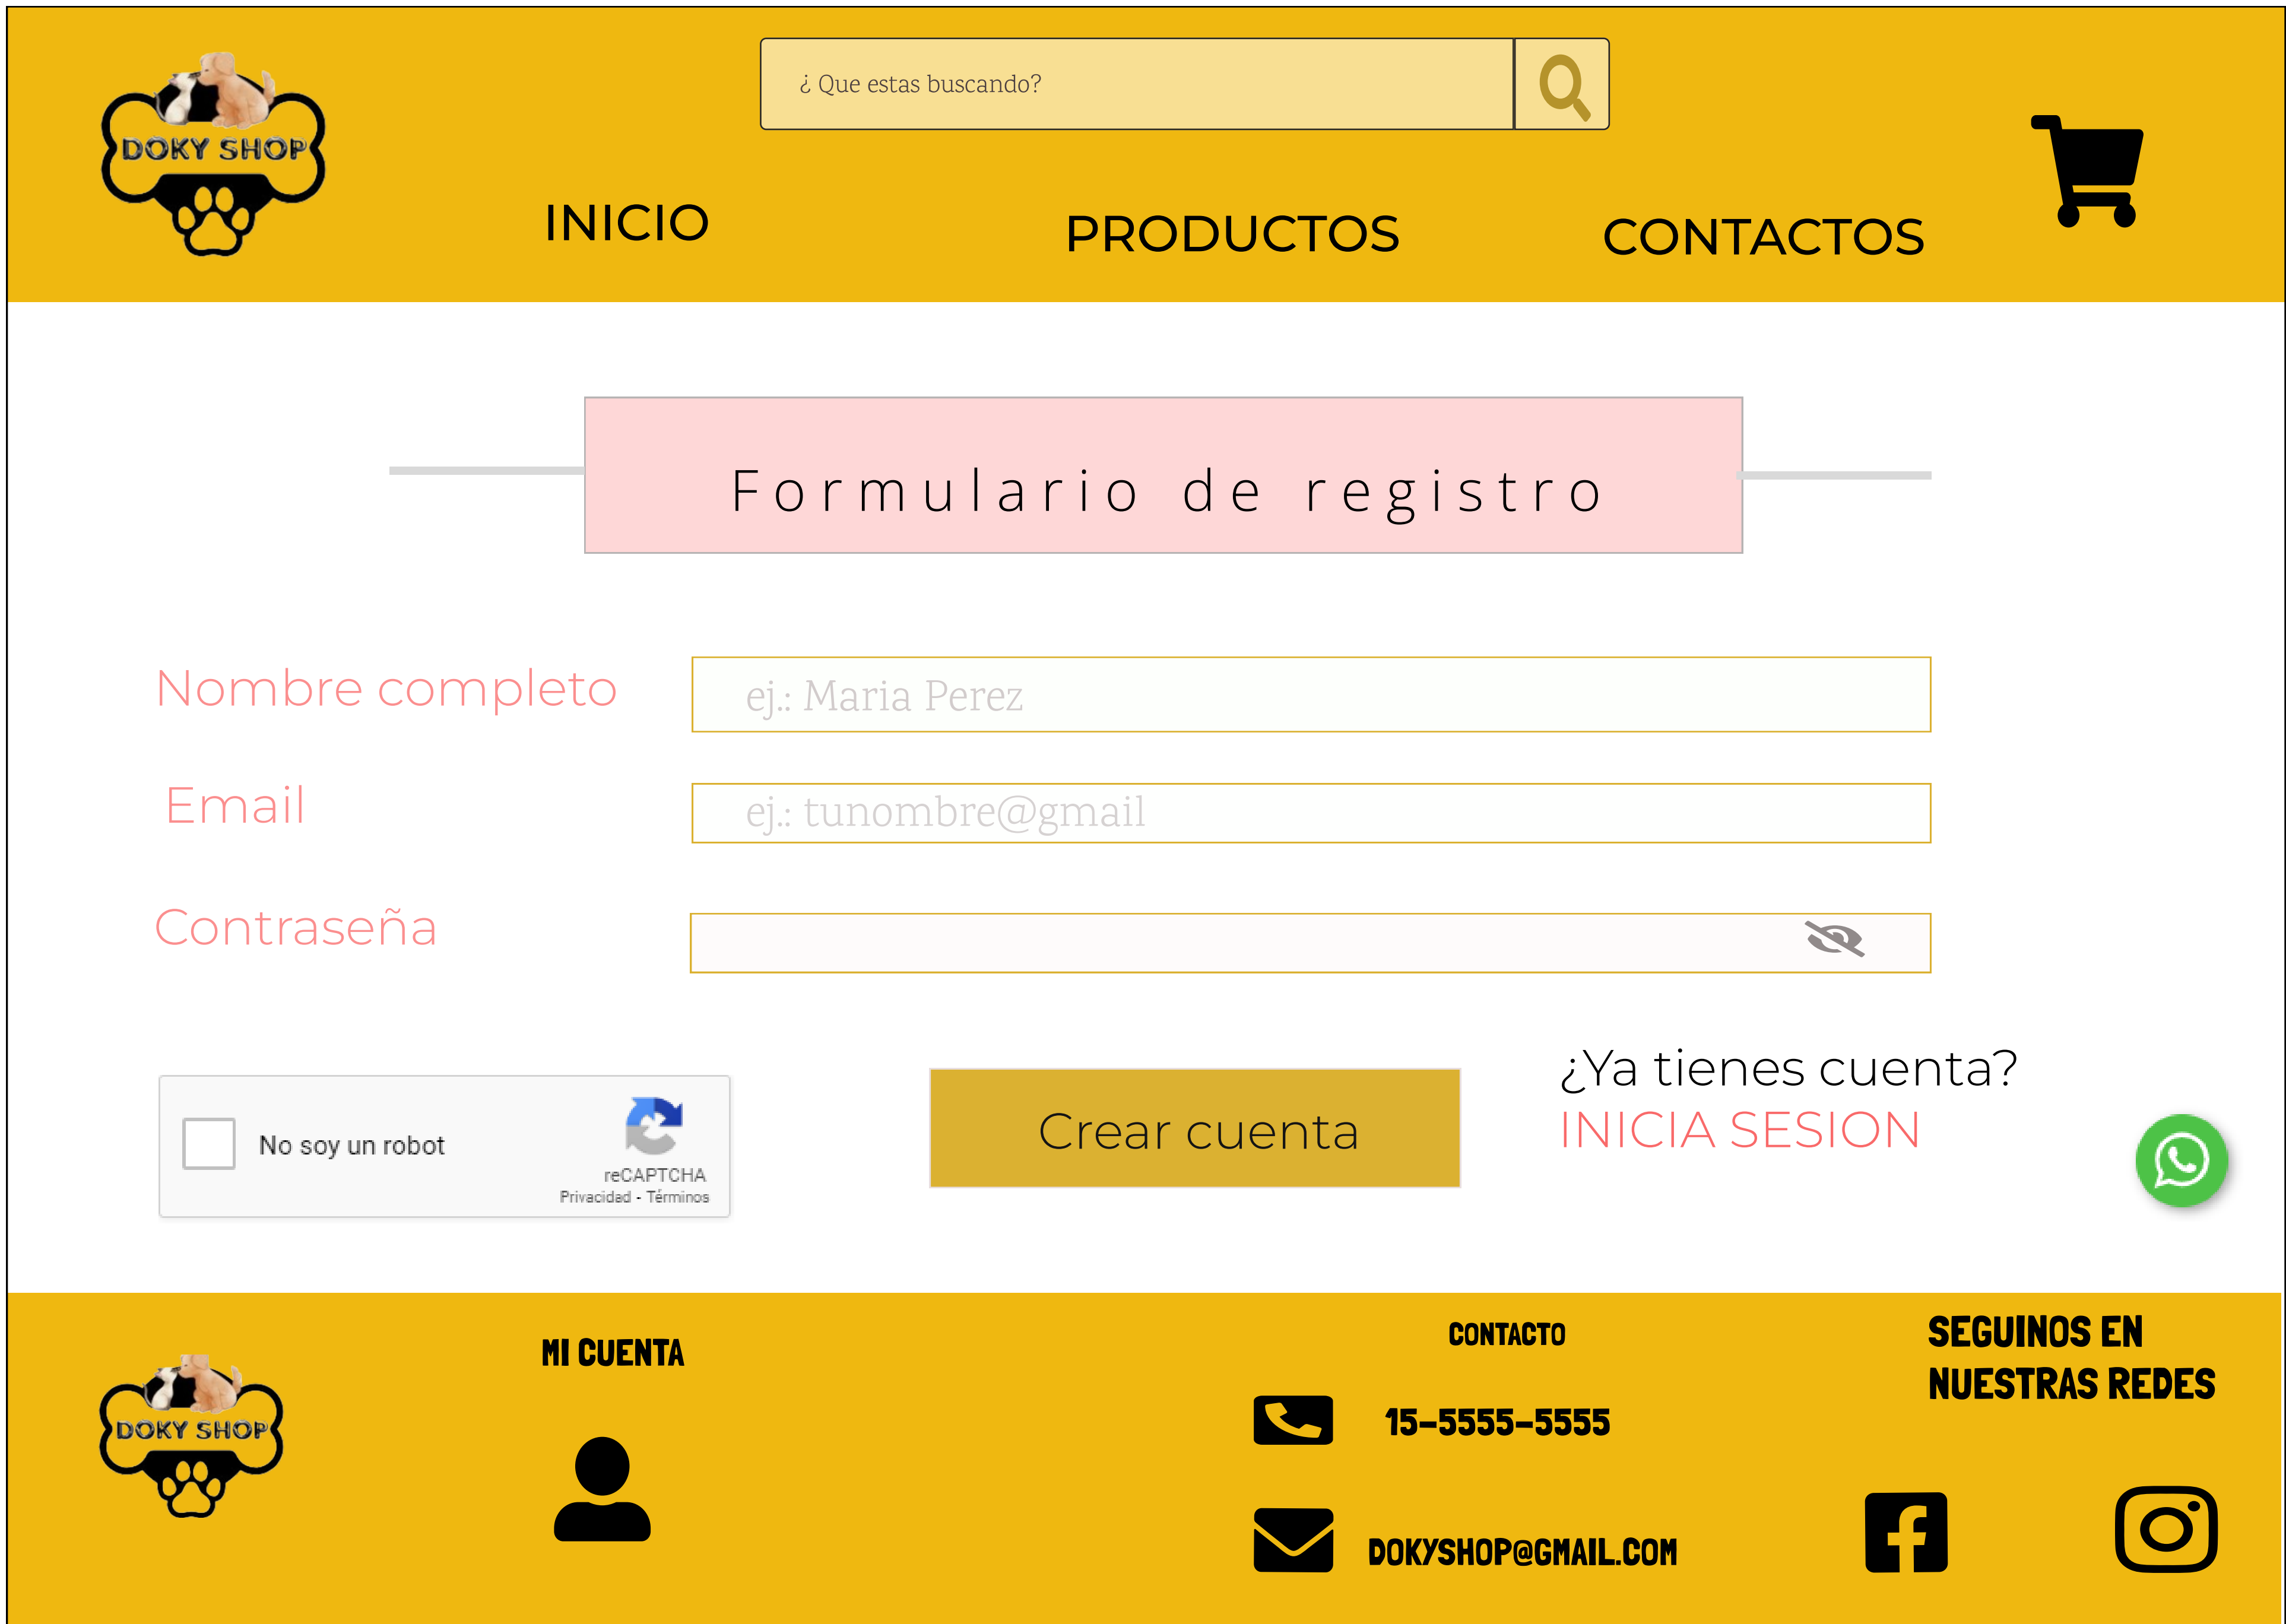 ¿ Que estas buscando?
DOKY SHOP
INICIO
PRODUCTOS
CONTACTOS
Formulario de registro
Nombre completo
ej.: Maria Perez
Email
ej.: tunombre@gmail
Contraseña
¿Ya tienes cuenta?
INICIA SESION
No soy un robot
reCAPTCHA
Privacidad - Términos
Crear cuenta
MI CUENTA
CONTACTO
SEGUINOS EN
NUESTRAS REDES
DOKY SHOP
15-5555-5555
DOKYSHOP@GMAIL.COM